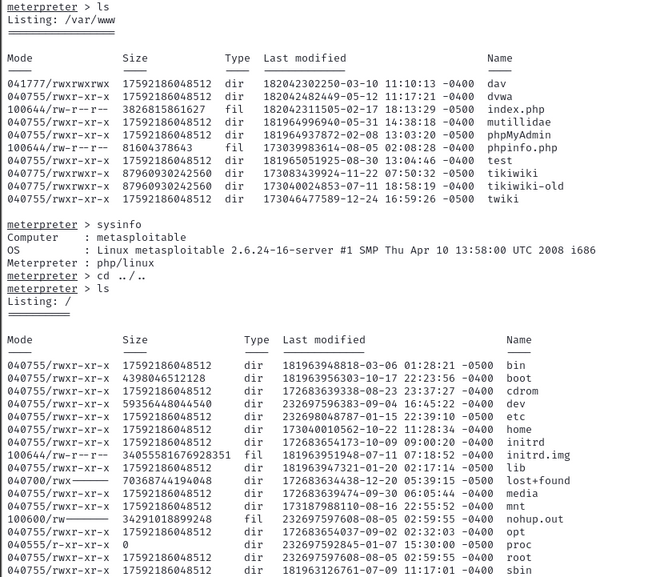 meterpreter > ls
Listing: /var/www
=================

Mode              Size            Type  Last modified                    Name
----              ----            ----  -------------                    ----
041777/rwxrwxrwx  17592186048512  dir   182042302250-03-10 11:10:13 -0400  dav
040755/rwxr-xr-x  17592186048512  dir   182042482449-05-12 11:17:21 -0400  dvwa
100644/rw-r--r--  3826815861627   fil   182042311505-02-17 18:13:29 -0500  index.php
040755/rwxr-xr-x  17592186048512  dir   181964996940-05-31 14:38:18 -0400  mutillidae
040755/rwxr-xr-x  17592186048512  dir   181964937872-02-08 13:03:20 -0500  phpMyAdmin
100644/rw-r--r--  81604378643     fil   173039983614-08-05 02:08:28 -0400  phpinfo.php
040755/rwxr-xr-x  17592186048512  dir   181965051925-08-30 13:04:46 -0400  test
040775/rwxrwxr-x  87960930242560  dir   173083439924-11-22 07:50:32 -0500  tikiwiki
040775/rwxrwxr-x  87960930242560  dir   173040024853-07-11 18:58:19 -0400  tikiwiki-old
040755/rwxr-xr-x  17592186048512  dir   173046477589-12-24 16:59:26 -0500  twiki

meterpreter > sysinfo
Computer    : metasploitable
OS          : Linux metasploitable 2.6.24-16-server #1 SMP Thu Apr 10 13:58:00 UTC 2008 i686
Meterpreter : php/linux
meterpreter > cd ../..
meterpreter > ls
Listing: /
==========

Mode              Size               Type  Last modified                    Name
----              ----               ----  -------------                    ----
040755/rwxr-xr-x  17592186048512     dir   181963948818-03-06 01:28:21 -0500  bin
040755/rwxr-xr-x  4398046512128      dir   181963956303-10-17 22:23:56 -0400  boot
040755/rwxr-xr-x  17592186048512     dir   172683639338-08-23 23:37:27 -0400  cdrom
040755/rwxr-xr-x  59356448044540     dir   232697596383-09-04 16:45:22 -0400  dev
040755/rwxr-xr-x  17592186048512     dir   232698048787-01-15 22:39:10 -0500  etc
040755/rwxr-xr-x  17592186048512     dir   173040010562-10-22 11:28:34 -0400  home
040755/rwxr-xr-x  17592186048512     dir   172683654173-10-09 09:00:20 -0400  initrd
100644/rw-r--r--  34055581676928351  fil   181963951948-07-11 07:18:52 -0400  initrd.img
040755/rwxr-xr-x  17592186048512     dir   181963947321-01-20 02:17:14 -0500  lib
040700/rwx------  70368744194048     dir   172683634438-12-20 05:39:15 -0500  lost+found
040755/rwxr-xr-x  17592186048512     dir   172683639474-09-30 06:05:44 -0400  media
040755/rwxr-xr-x  17592186048512     dir   173187988110-08-16 22:55:52 -0400  mnt
100600/rw-------  34291018899248     fil   232697597608-08-05 02:59:55 -0400  nohup.out
040755/rwxr-xr-x  17592186048512     dir   172683654037-09-02 02:32:03 -0400  opt
040555/r-xr-xr-x  0                  dir   232697592845-01-07 15:30:00 -0500  proc
040755/rwxr-xr-x  17592186048512     dir   232697597608-08-05 02:59:55 -0400  root
040755/rwxr-xr-x  17592186048512     dir   181963126761-07-09 11:17:01 -0400  sbin